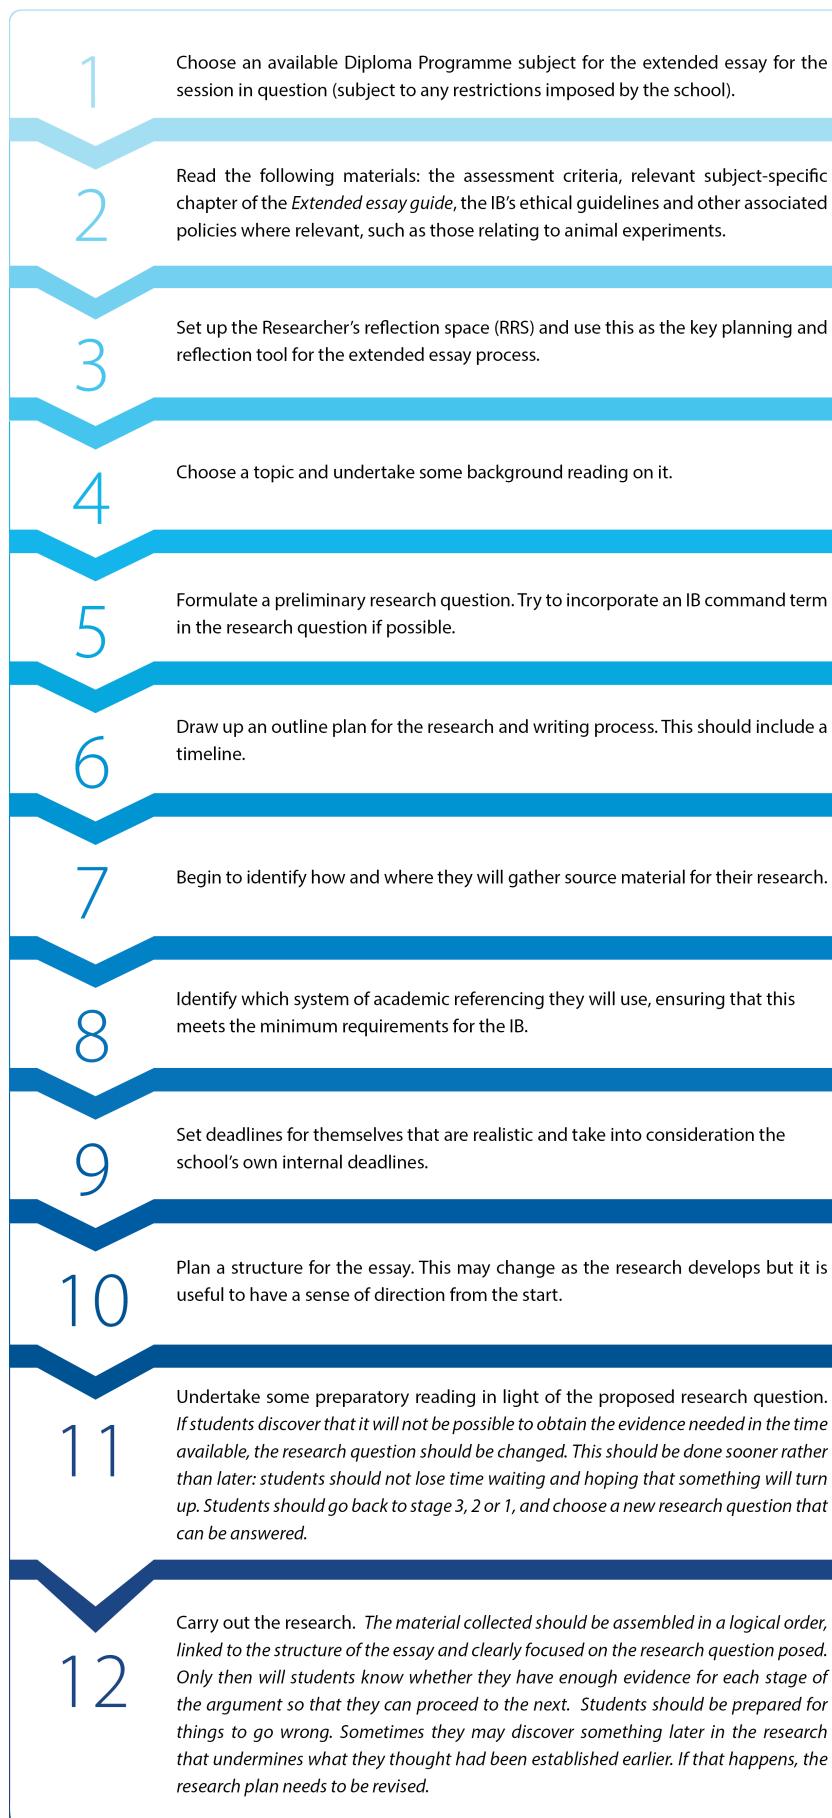 1
Choose an available Diploma Programme subject for the extended essay for the
session in question (subject to any restrictions imposed by the school).
2
Read the following materials: the assessment criteria, relevant subject-specific
chapter of the Extended essay guide, the IB’s ethical guidelines and other associated
policies where relevant, such as those relating to animal experiments.
3
Set up the Researcher’s reflection space (RRS) and use this as the key planning and
reflection tool for the extended essay process.
4
Choose a topic and undertake some background reading on it.
5
Formulate a preliminary research question. Try to incorporate an IB command term
in the research question if possible.
6
Draw up an outline plan for the research and writing process. This should include a
timeline.
7
Begin to identify how and where they will gather source material for their research.
8
Identify which system of academic referencing they will use, ensuring that this
meets the minimum requirements for the IB.
9
Set deadlines for themselves that are realistic and take into consideration the
school’s own internal deadlines.
10
Plan a structure for the essay. This may change as the research develops but it is
useful to have a sense of direction from the start.
11
Undertake some preparatory reading in light of the proposed research question.
If students discover that it will not be possible to obtain the evidence needed in the time
available, the research question should be changed. This should be done sooner rather
than later: students should not lose time waiting and hoping that something will turn
up. Students should go back to stage 3, 2 or 1, and choose a new research question that
can be answered.
12
Carry out the research. The material collected should be assembled in a logical order,
linked to the structure of the essay and clearly focused on the research question posed.
Only then will students know whether they have enough evidence for each stage of
the argument so that they can proceed to the next. Students should be prepared for
things to go wrong. Sometimes they may discover something later in the research
that undermines what they thought had been established earlier. If that happens, the
research plan needs to be revised.